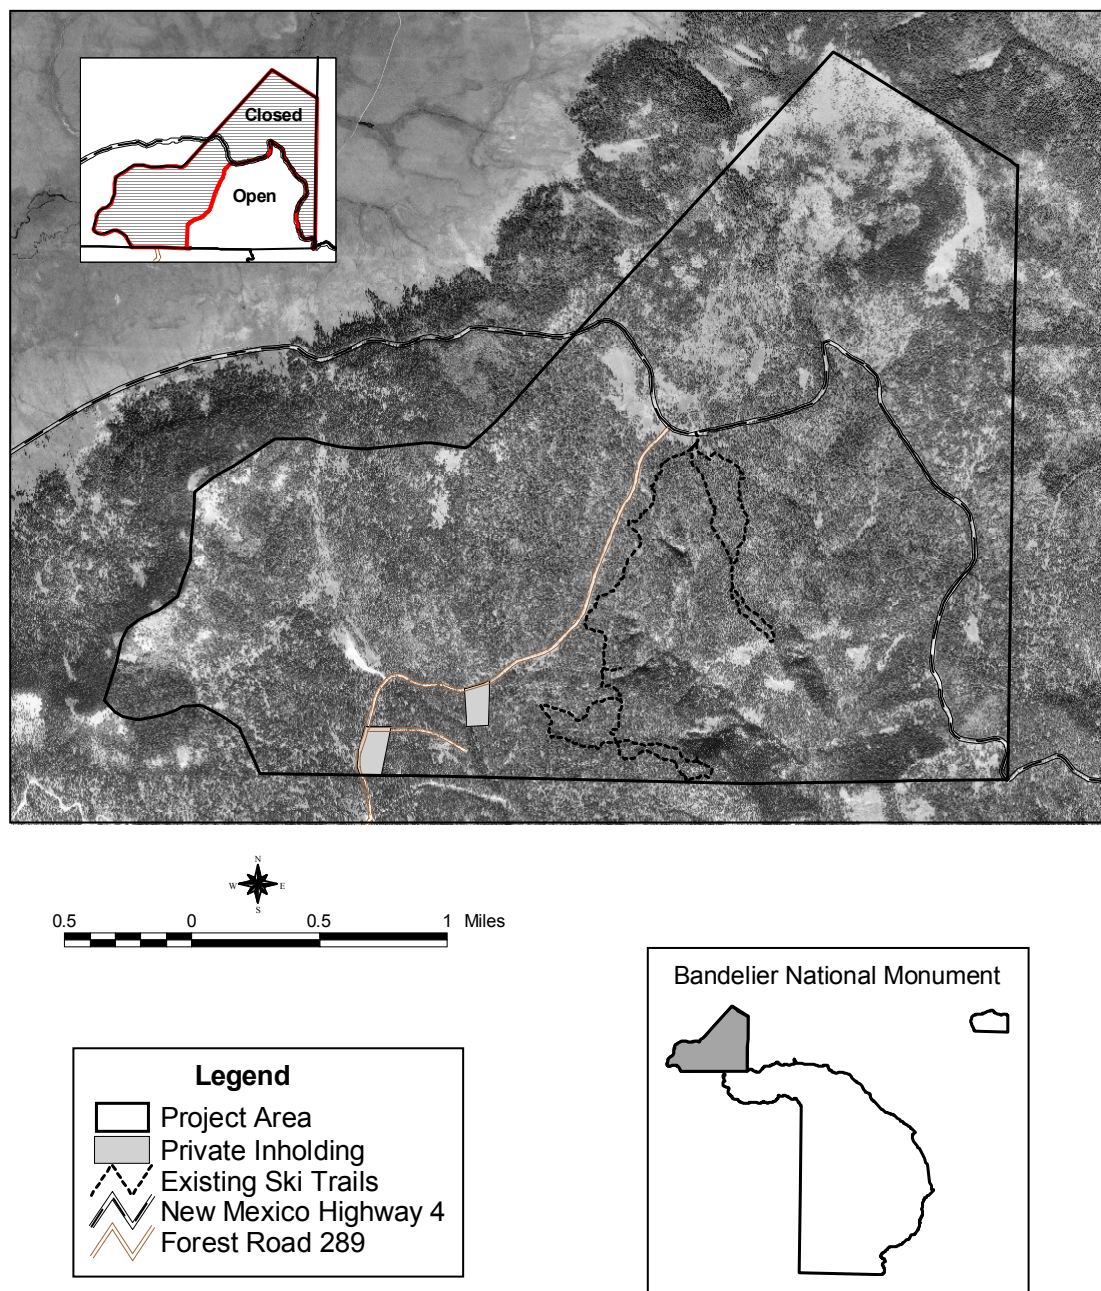 Closed
Open
N
W E
S
0.5 0 0.5 1 Miles
Bandelier National Monument
Legend
Project Area
Private Inholding
Existing Ski Trails
New Mexico Highway 4
Forest Road 289